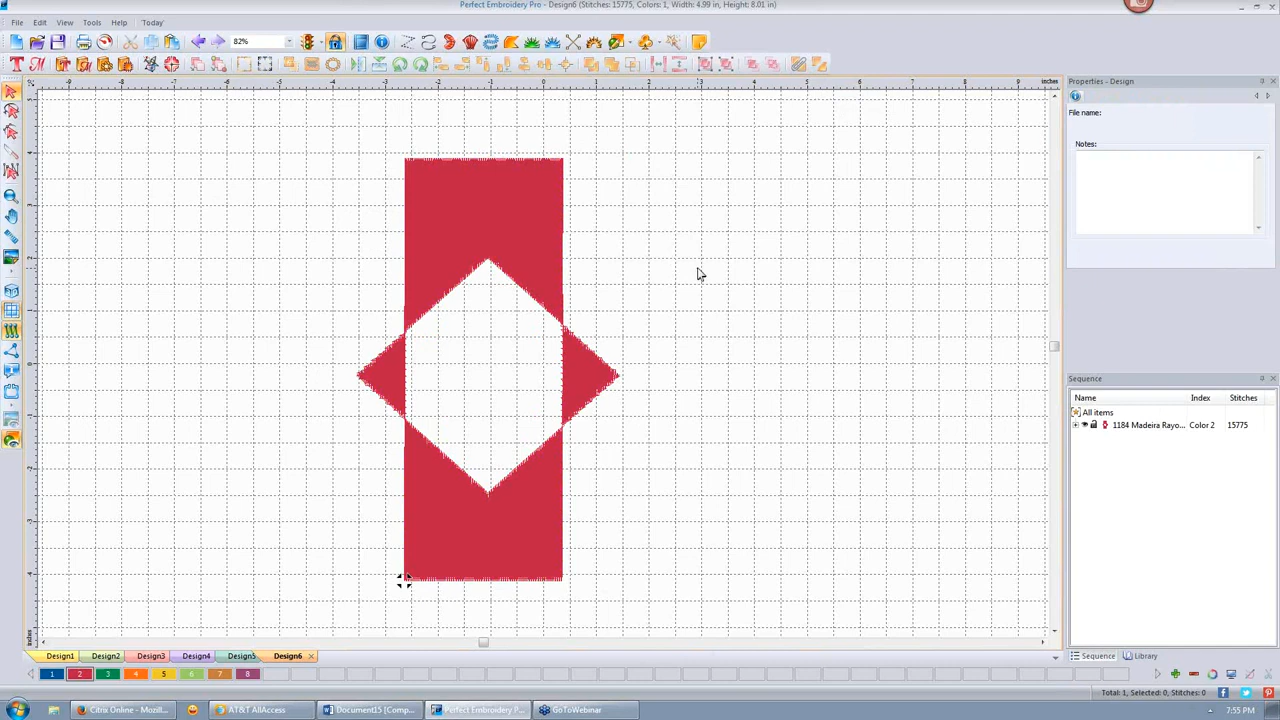 Perfect Embroidery Pro - Design6 (Stitches: 15775, Colors: 1, Width: 4.99 in, Height: 8.01 in)
File Edit View Tools Help Today
82%
inches
Properties - Design
File name:
Notes:
Sequence
Name Index Stitches
All items
1184 Madeira Rayo... Color 2 15775
inches
Design1 Design2 Design3 Design4 Design5 Design6
Sequence Library
1 2 3 4 5 6 7 8
Total: 1, Selected: 0, Stitches: 0
Citrix Online - Mozill... AT&T AllAccess Document15 [Comp... Perfect Embroidery P... GoToWebinar 7:55 PM